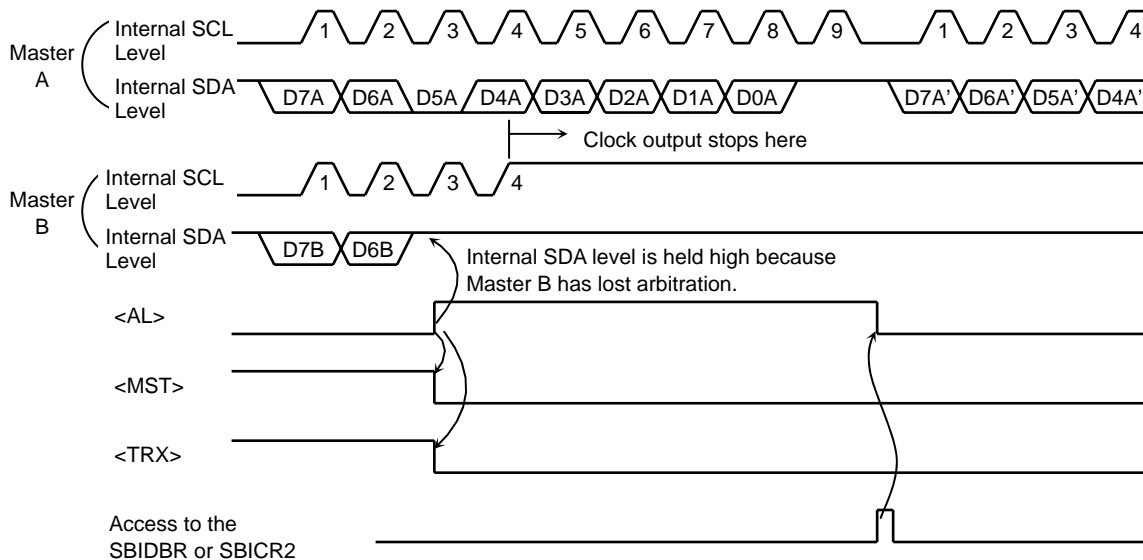 Master
A
Internal SCL
Level
1 2 3 4 5 6 7 8 9 1 2 3 4
Internal SDA
Level
D7A D6A D5A D4A D3A D2A D1A D0A D7A' D6A' D5A' D4A'
Clock output stops here
Master
B
Internal SCL
Level
1 2 3 4
Internal SDA
Level
D7B D6B
Internal SDA level is held high because
Master B has lost arbitration.
<AL>
<MST>
<TRX>
Access to the
SBIDBR or SBICR2